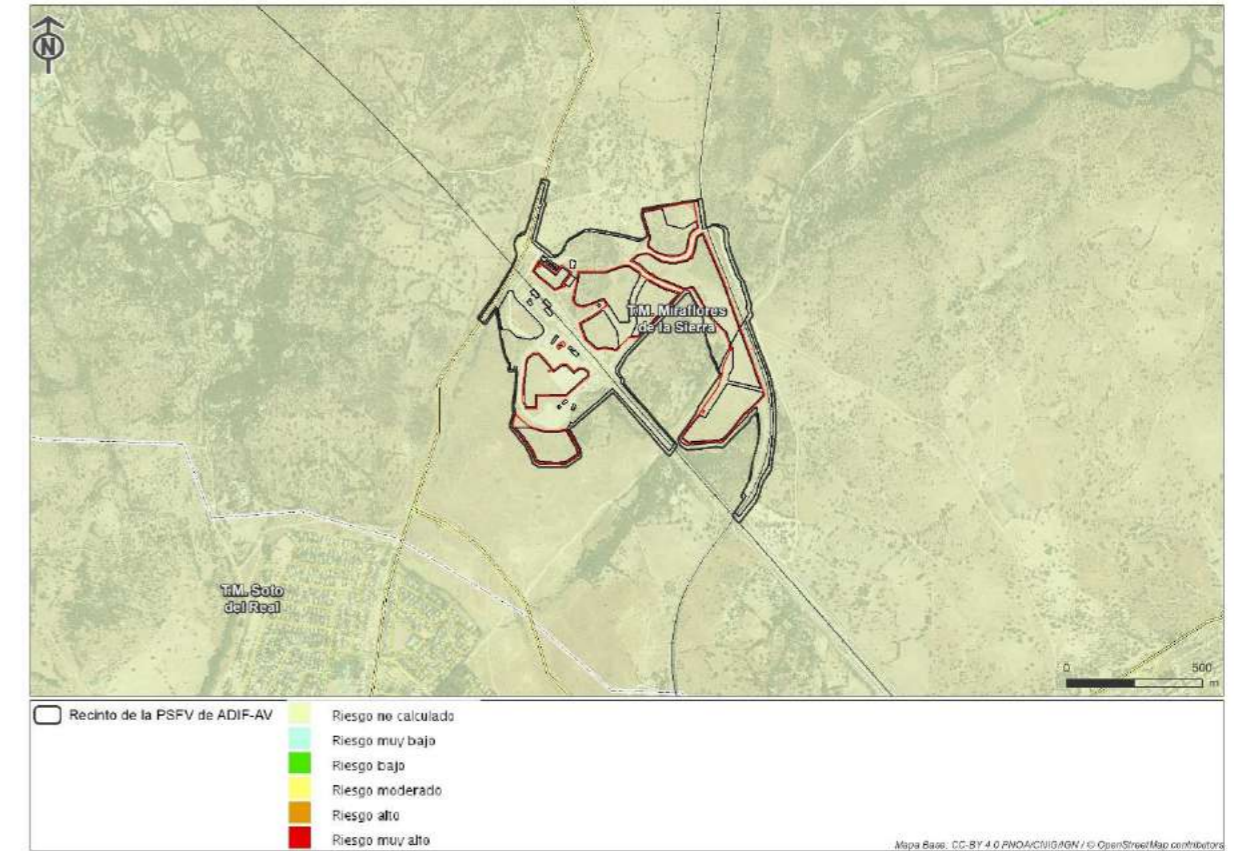 N
T.M. Miraflores
de la Sierra
T.M. Soto
del Real
0 500
m
Recinto de la PSFV de ADIF-AV
Riesgo no calculado
Riesgo muy bajo
Riesgo bajo
Riesgo moderado
Riesgo alto
Riesgo muy alto
Mapa Base: CC-BY 4.0 PNOA/CNIG/IGN / © OpenStreetMap contributors